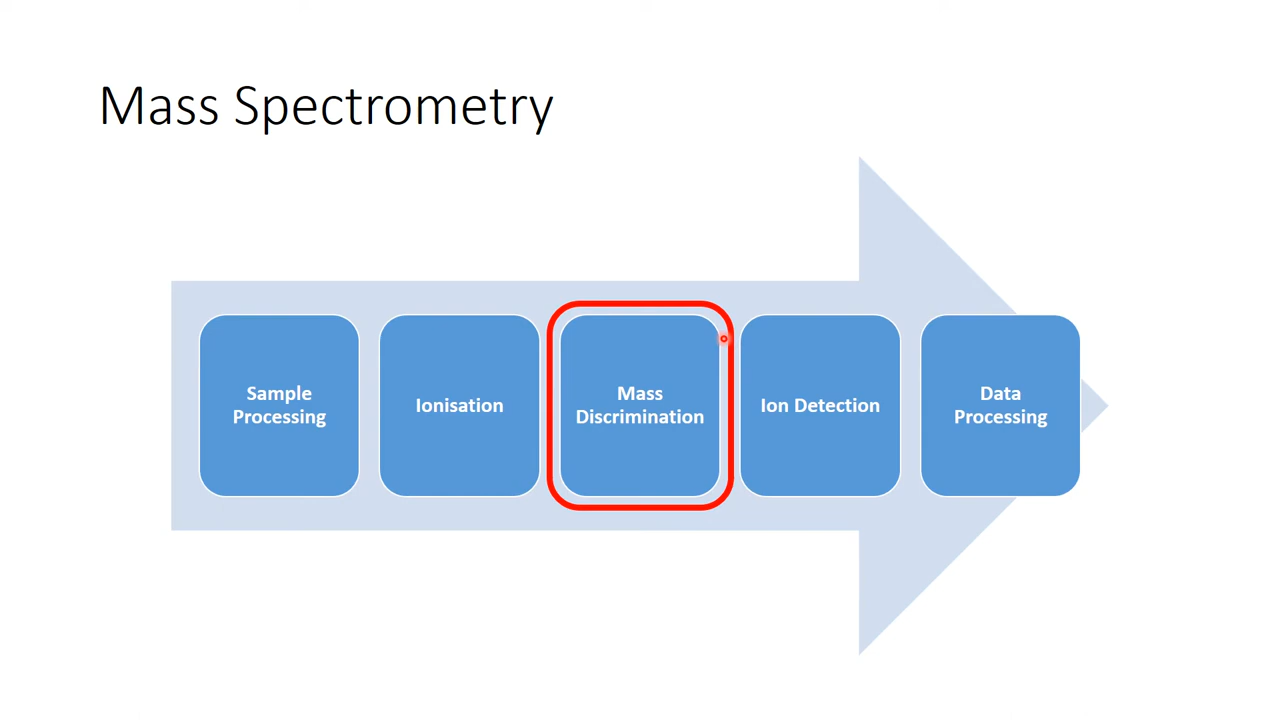 Mass Spectrometry
Sample
Processing
Ionisation
Mass
Discrimination
Ion Detection
Data
Processing